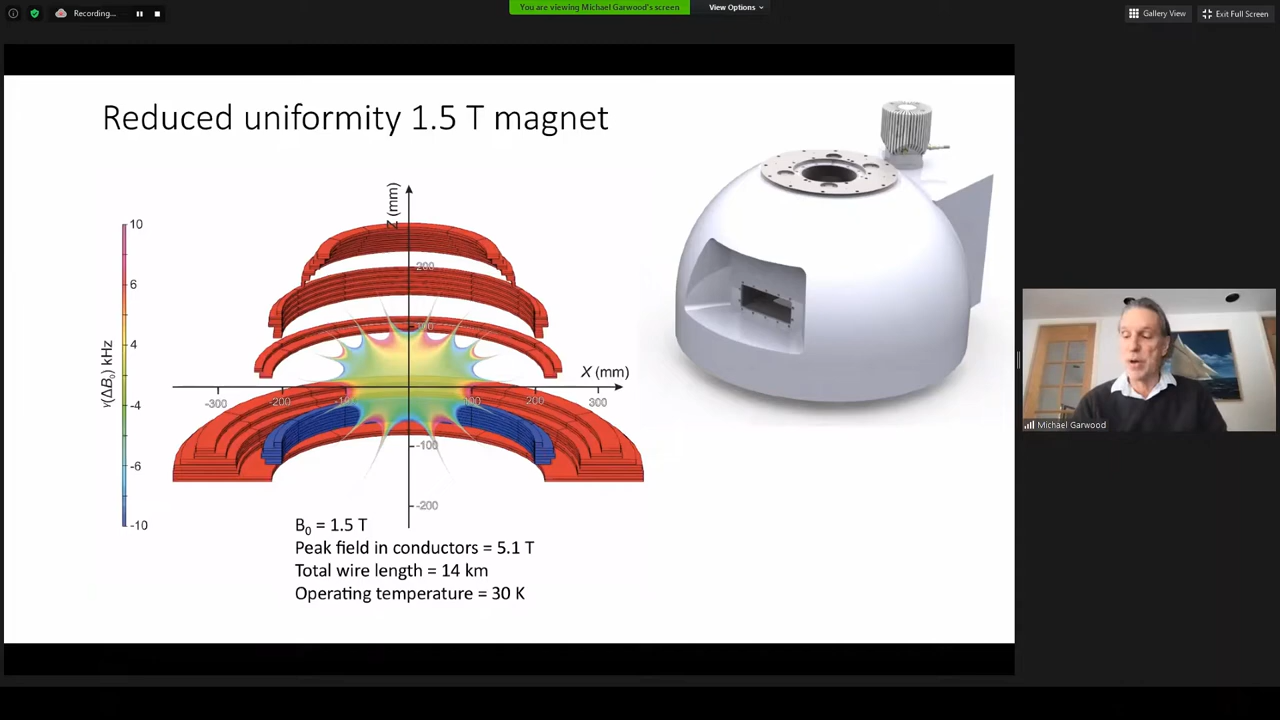 Recording...
You are viewing Michael Garwood's screen
View Options
Gallery View
Exit Full Screen
Reduced uniformity 1.5 T magnet
Z (mm)
10
6
4
-4
-6
-10
γ(ΔB₀) kHz
200
100
X (mm)
-300
-200
-100
100
200
300
-100
-200
B₀ = 1.5 T
Peak field in conductors = 5.1 T
Total wire length = 14 km
Operating temperature = 30 K
Michael Garwood